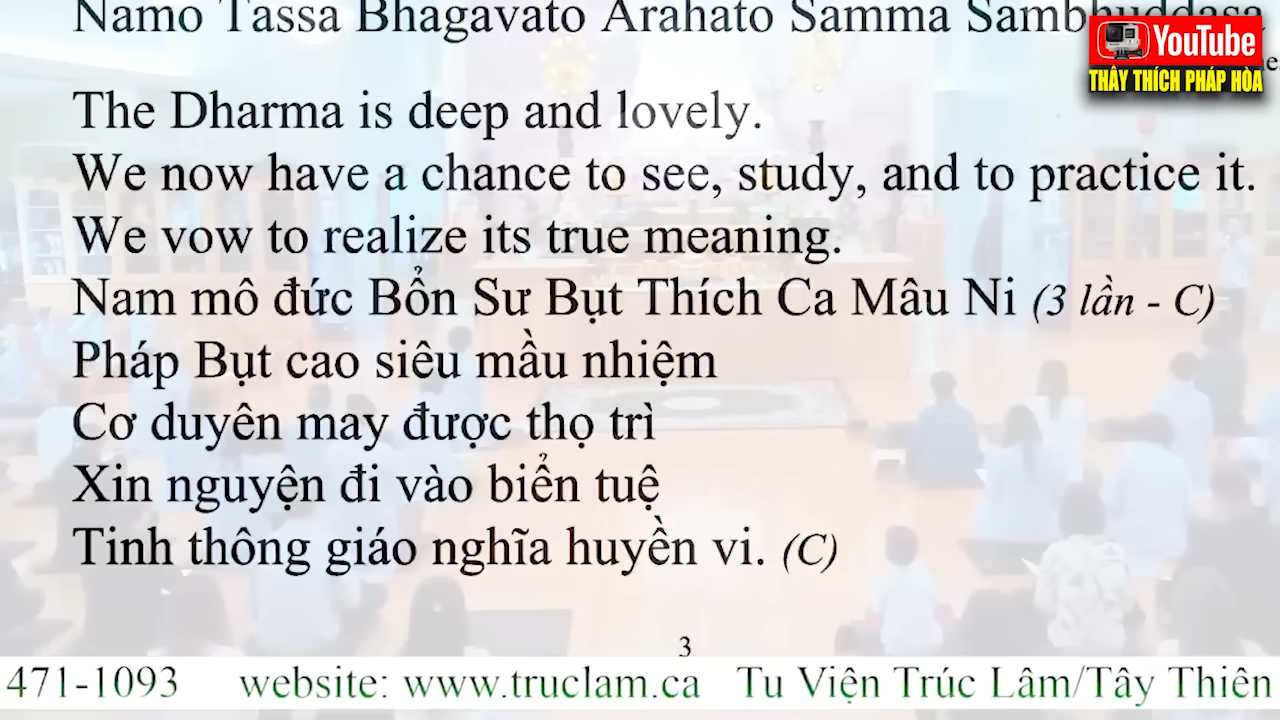 Namo Tassa Bhagavato Arahato Samma Sambhuddasa
YouTube
THẦY THÍCH PHÁP HÒA
The Dharma is deep and lovely.
We now have a chance to see, study, and to practice it.
We vow to realize its true meaning.
Nam mô đức Bổn Sư Bụt Thích Ca Mâu Ni (3 lần - C)
Pháp Bụt cao siêu mầu nhiệm
Cơ duyên may được thọ trì
Xin nguyện đi vào biển tuệ
Tinh thông giáo nghĩa huyền vi. (C)
3
471-1093 website: www.truclam.ca Tu Viện Trúc Lâm/Tây Thiên